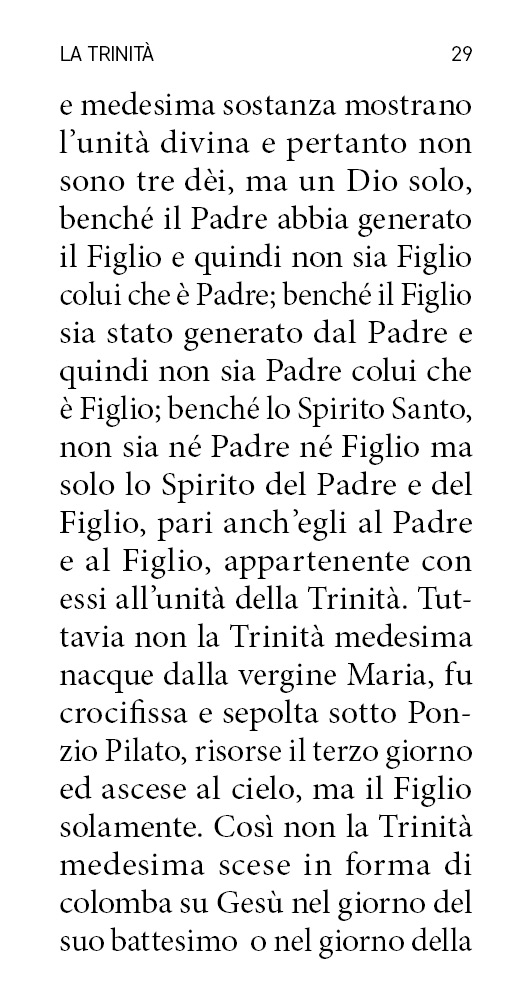 LA TRINITÀ 29
e medesima sostanza mostrano
l’unità divina e pertanto non
sono tre dèi, ma un Dio solo,
benché il Padre abbia generato
il Figlio e quindi non sia Figlio
colui che è Padre; benché il Figlio
sia stato generato dal Padre e
quindi non sia Padre colui che
è Figlio; benché lo Spirito Santo,
non sia né Padre né Figlio ma
solo lo Spirito del Padre e del
Figlio, pari anch’egli al Padre
e al Figlio, appartenente con
essi all’unità della Trinità. Tut-
tavia non la Trinità medesima
nacque dalla vergine Maria, fu
crocifissa e sepolta sotto Pon-
zio Pilato, risorse il terzo giorno
ed ascese al cielo, ma il Figlio
solamente. Così non la Trinità
medesima scese in forma di
colomba su Gesù nel giorno del
suo battesimo o nel giorno della